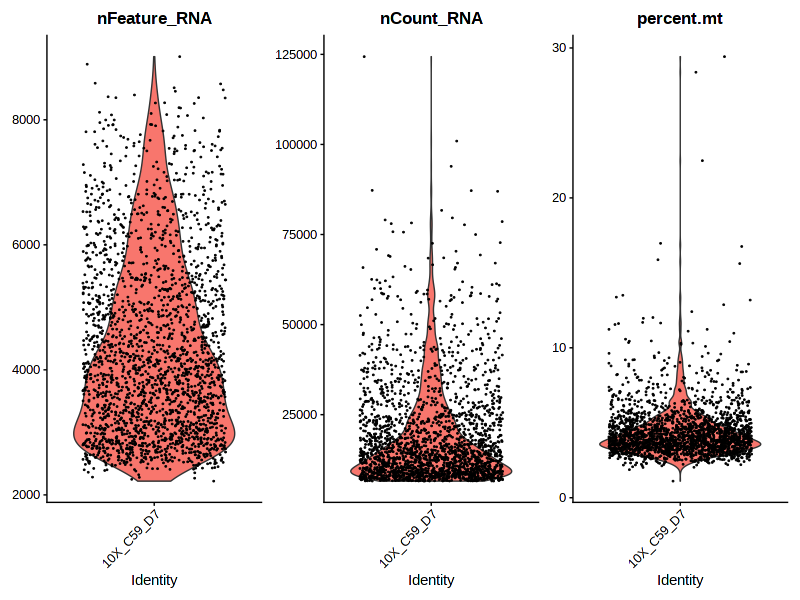 nFeature_RNA
8000
6000
4000
2000
10X_C59_D7
Identity
nCount_RNA
125000
100000
75000
50000
25000
10X_C59_D7
Identity
percent.mt
30
20
10
0
10X_C59_D7
Identity